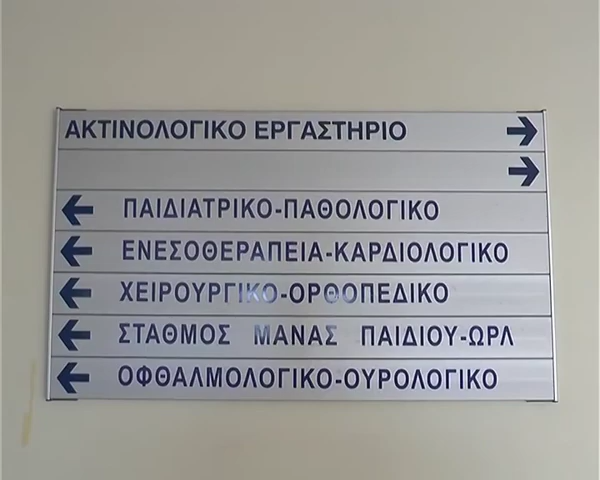 ΑΚΤΙΝΟΛΟΓΙΚΟ ΕΡΓΑΣΤΗΡΙΟ
ΠΑΙΔΙΑΤΡΙΚΟ-ΠΑΘΟΛΟΓΙΚΟ
ΕΝΕΣΟΘΕΡΑΠΕΙΑ-ΚΑΡΔΙΟΛΟΓΙΚΟ
ΧΕΙΡΟΥΡΓΙΚΟ-ΟΡΘΟΠΕΔΙΚΟ
ΣΤΑΘΜΟΣ ΜΑΝΑΣ ΠΑΙΔΙΟΥ-ΩΡΛ
ΟΦΘΑΛΜΟΛΟΓΙΚΟ-ΟΥΡΟΛΟΓΙΚΟ